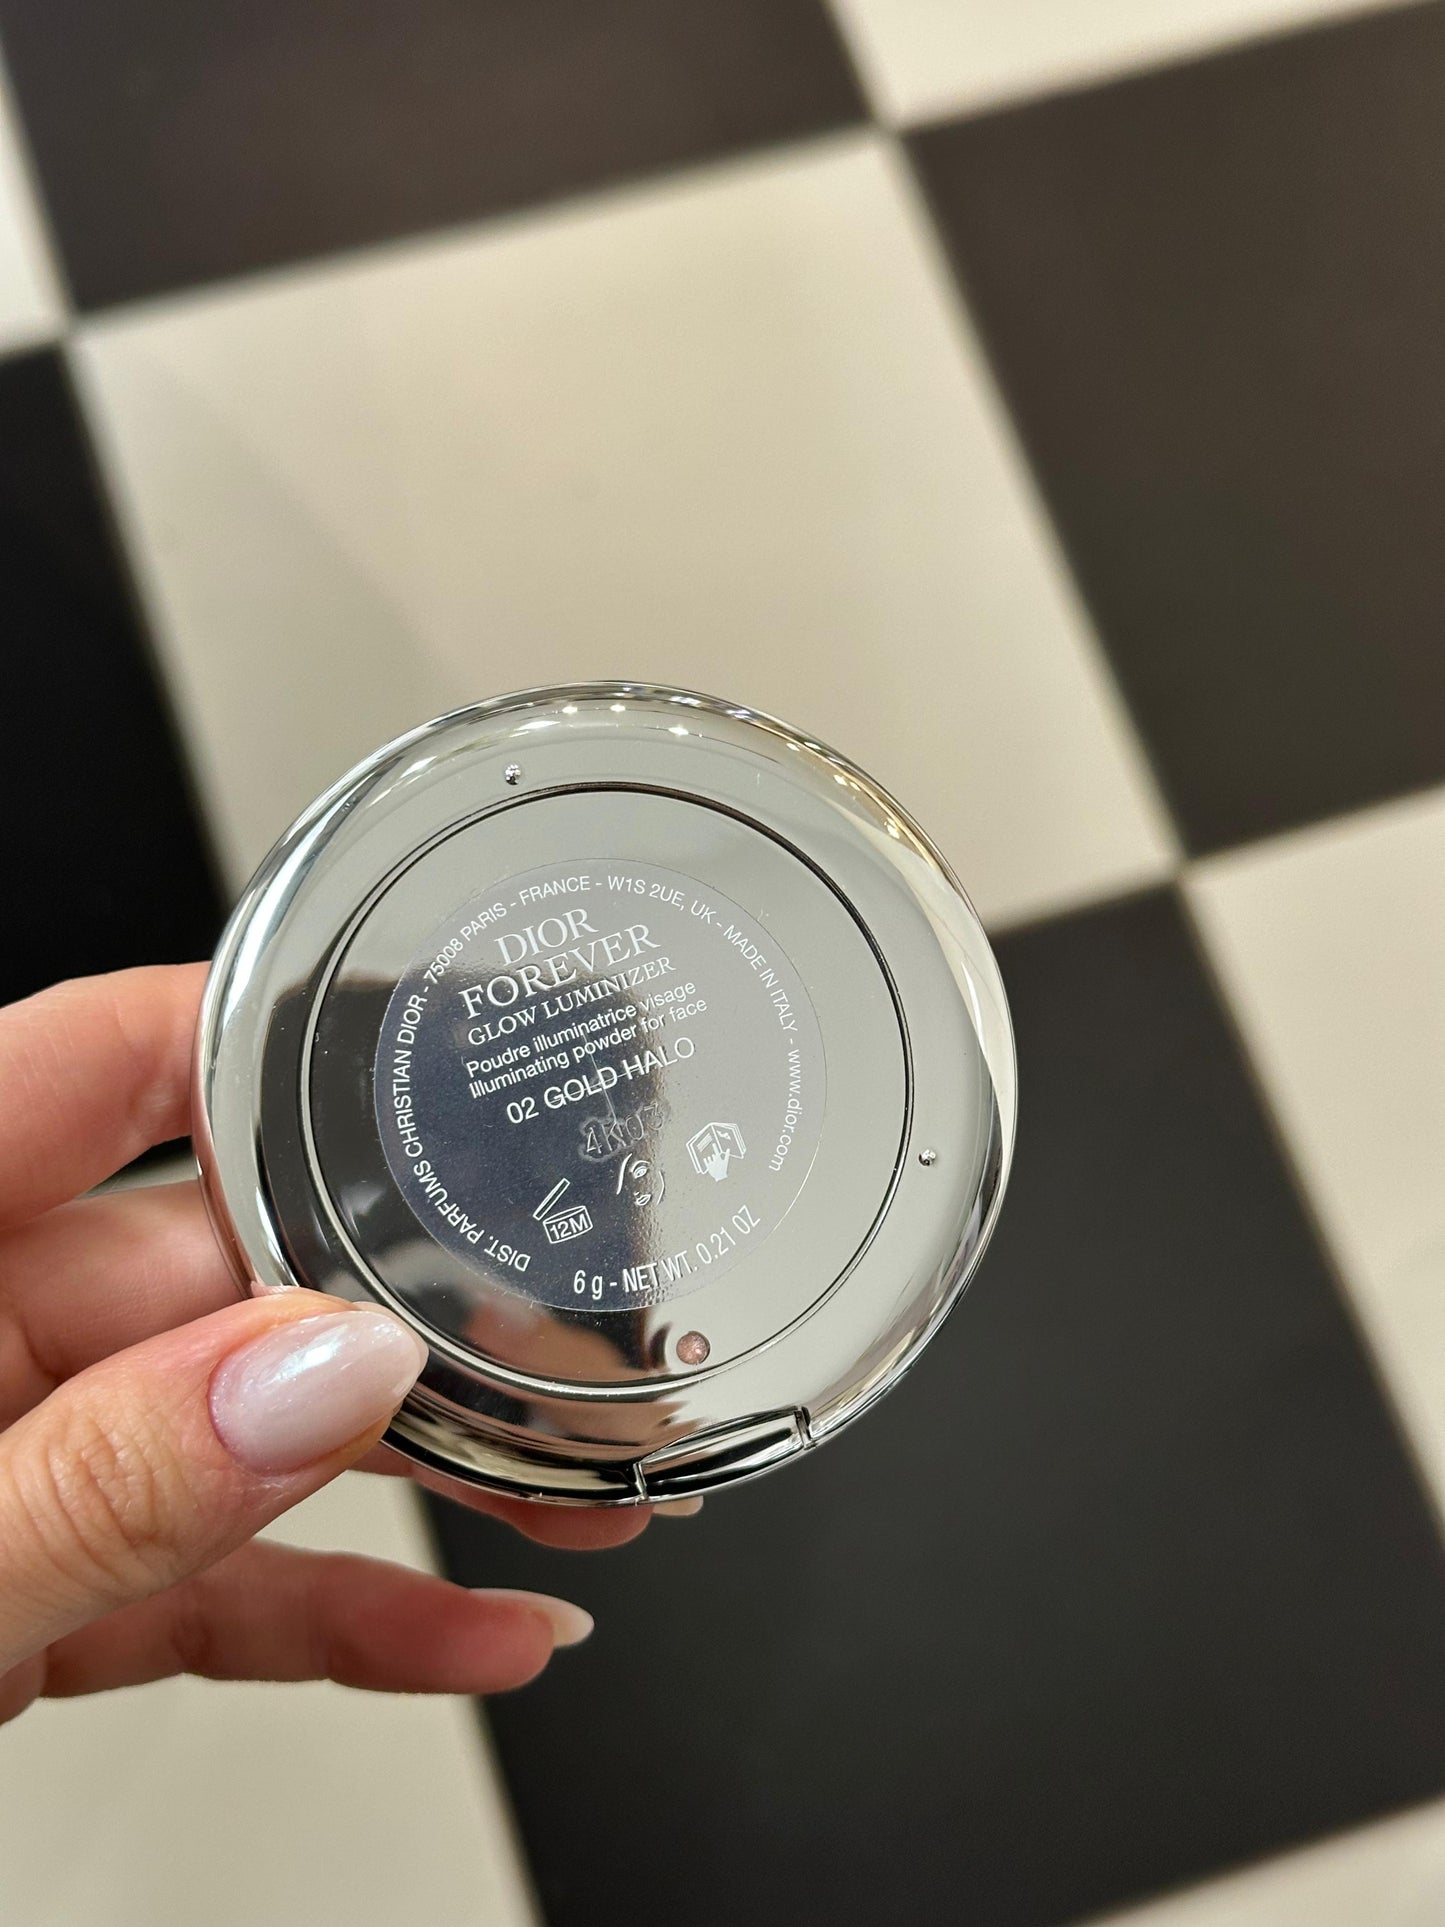 DIST. PARFUMS CHRISTIAN DIOR - 75008 PARIS - FRANCE - W1S 2UE, UK - MADE IN ITALY - www.dior.com
DIOR
FOREVER
GLOW LUMINIZER
Poudre illuminatrice visage
Illuminating powder for face
02 GOLD HALO
12M
6 g - NET WT. 0.21 OZ